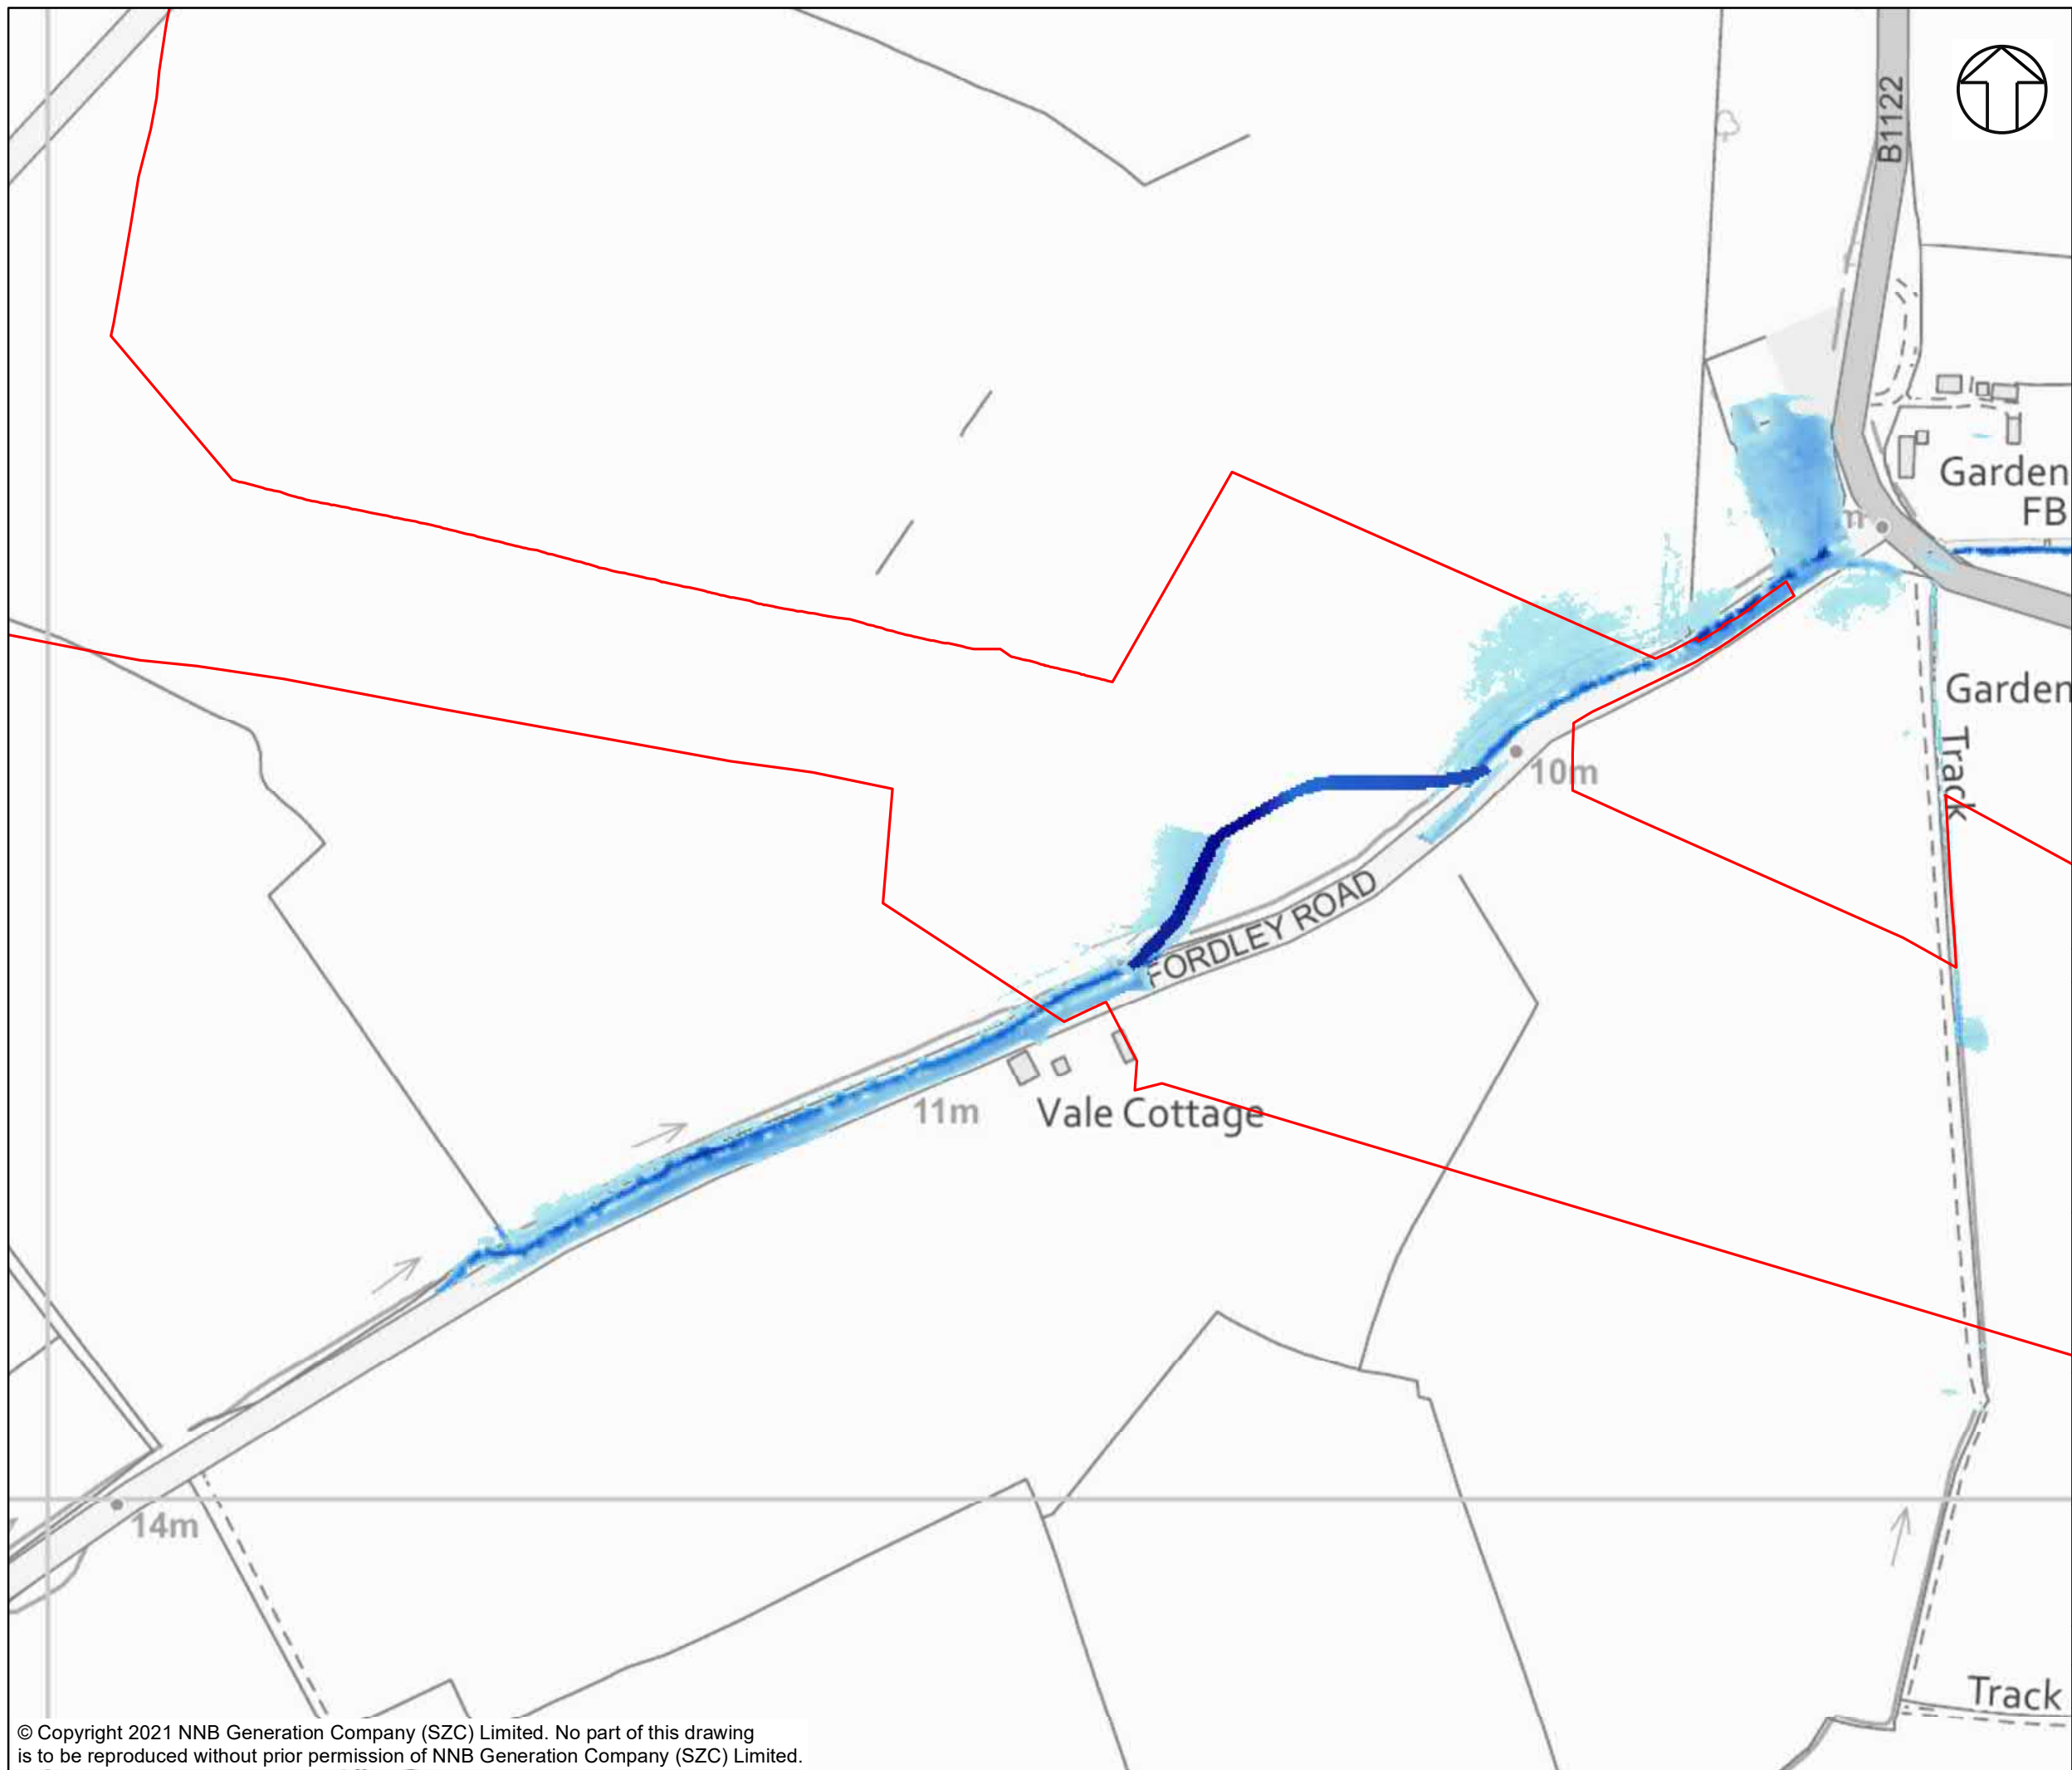 B1122
Garden
FB
m
Garden
Track
10m
FORDLEY ROAD
11m
Vale Cottage
14m
Track
© Copyright 2021 NNB Generation Company (SZC) Limited. No part of this drawing
is to be reproduced without prior permission of NNB Generation Company (SZC) Limited.